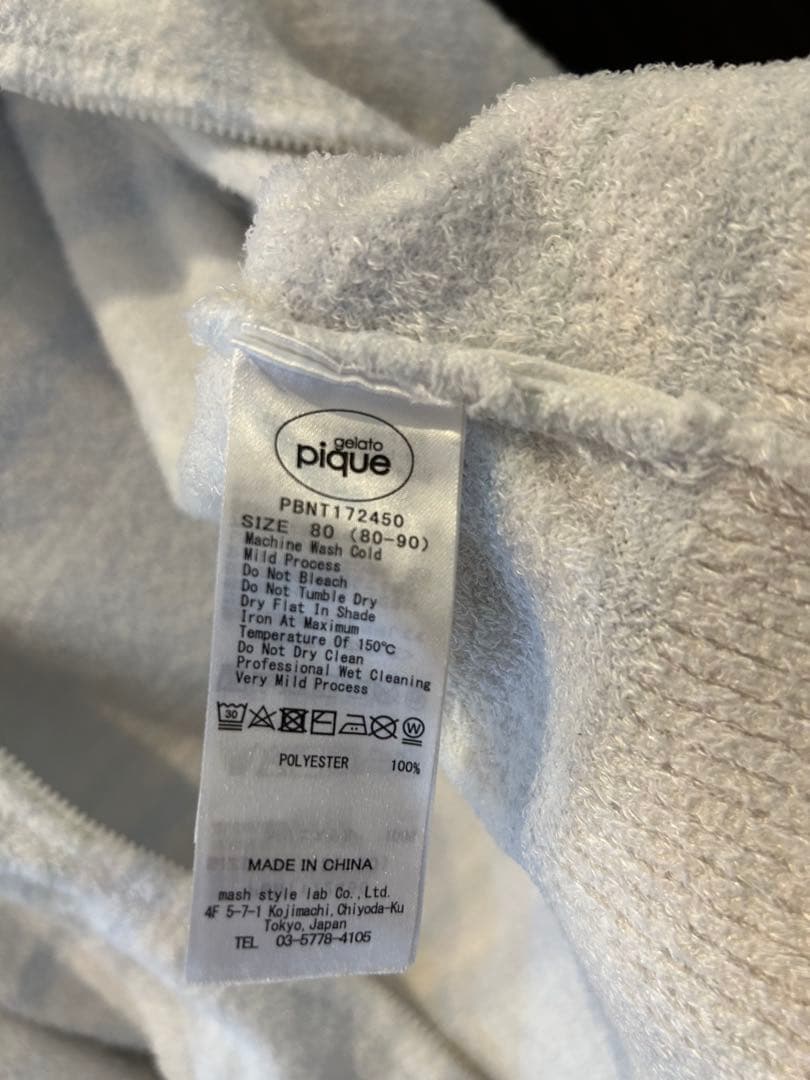 gelato
pique
PBNT172450
SIZE 80 (80-90)
Machine Wash Cold
Mild Process
Do Not Bleach
Do Not Tumble Dry
Dry Flat In Shade
Iron At Maximum
Temperature Of 150℃
Do Not Dry Clean
Professional Wet Cleaning
Very Mild Process
30 W
POLYESTER 100%
MADE IN CHINA
mash style lab Co.,Ltd.
4F 5-7-1 Kojimachi,Chiyoda-Ku
Tokyo,Japan
TEL 03-5778-4105